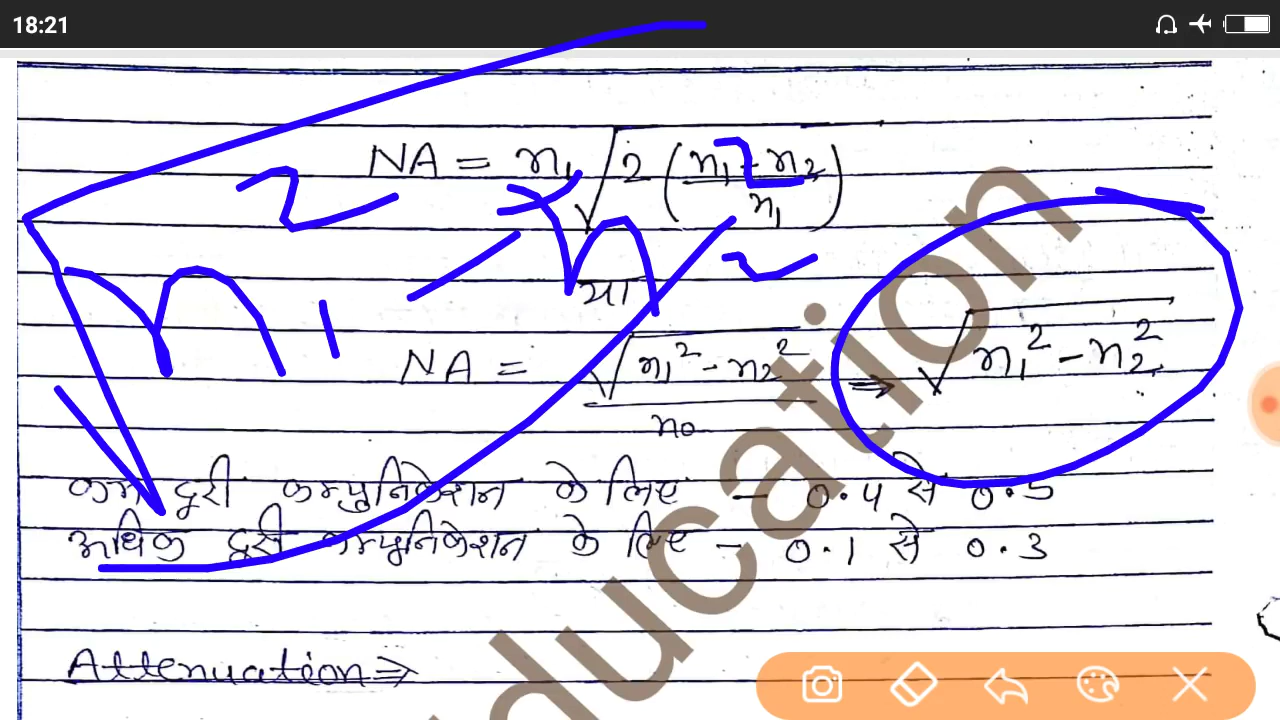 18:21
NA = n₁ √2 (n₁ - n₂ / n₁)
या
NA = √n₁² - n₂² / n₀ ⇒ √n₁² - n₂²
कम दुरी कम्युनिकेशन के लिए - 0.4 से 0.5
अधिक दुरी कम्युनिकेशन के लिए - 0.1 से 0.3
Attenuation ⇒
ducation